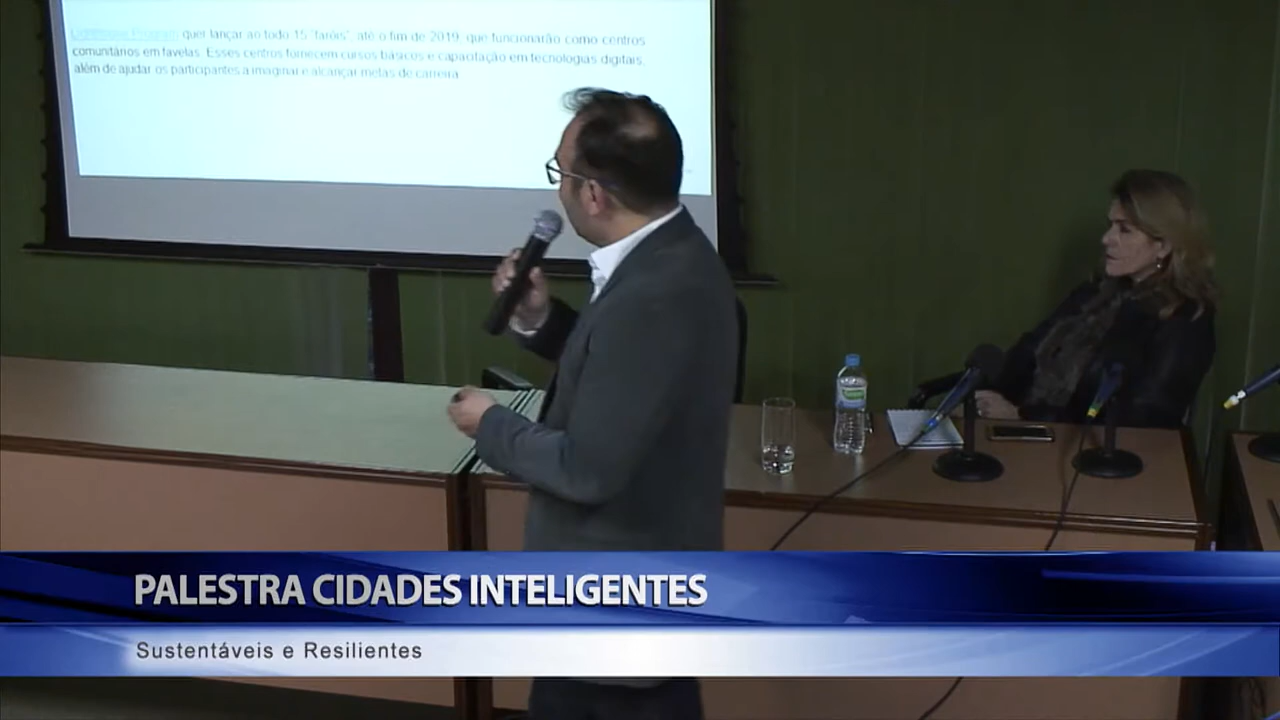 Lighthouse Program quer lançar ao todo 15 "faróis" até o fim de 2019, que funcionarão como centros
comunitários em favelas. Esses centros fornecem cursos básicos e capacitação em tecnologias digitais,
além de ajudar os participantes a imaginar e alcançar metas de carreira.
PALESTRA CIDADES INTELIGENTES
Sustentáveis e Resilientes